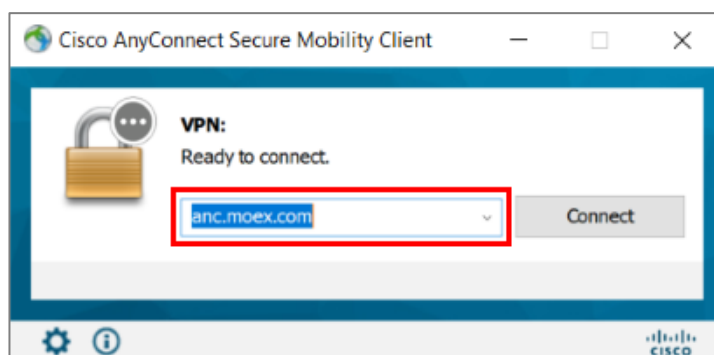 Cisco AnyConnect Secure Mobility Client
VPN:
Ready to connect.
anc.moex.com
Connect
CISCO